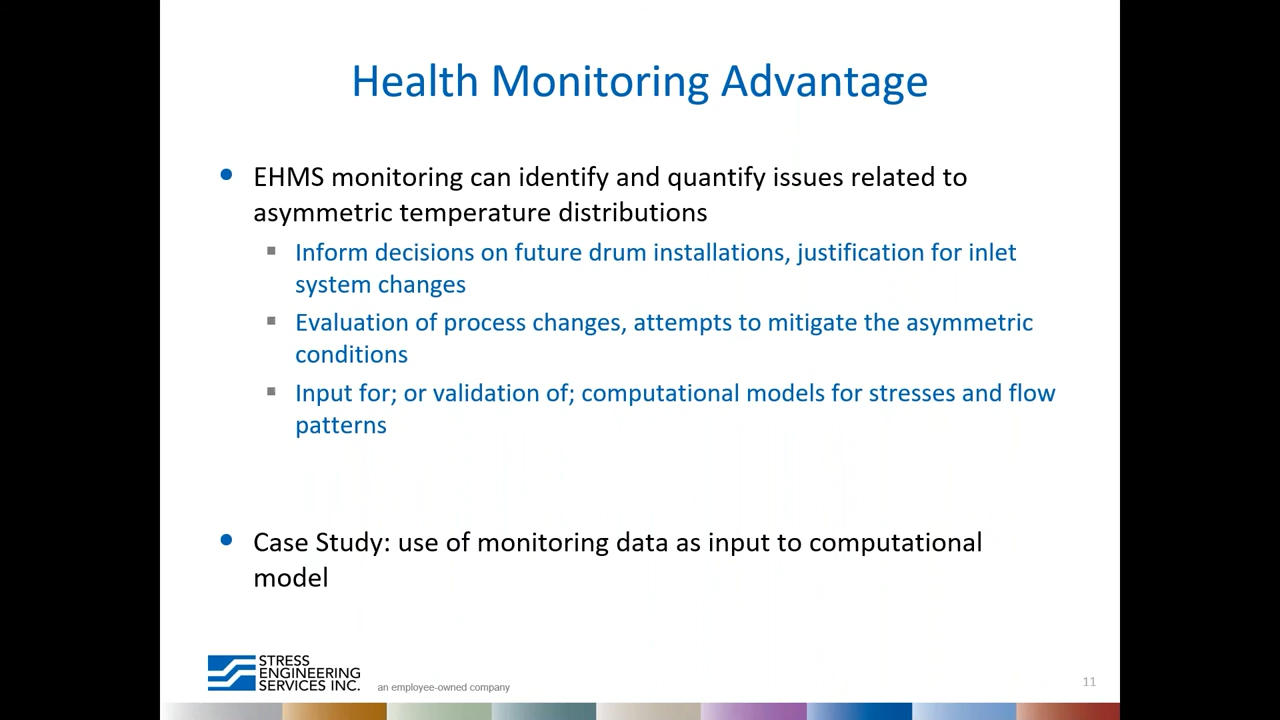 Health Monitoring Advantage
EHMS monitoring can identify and quantify issues related to
asymmetric temperature distributions
Inform decisions on future drum installations, justification for inlet
system changes
Evaluation of process changes, attempts to mitigate the asymmetric
conditions
Input for; or validation of; computational models for stresses and flow
patterns
Case Study: use of monitoring data as input to computational
model
STRESS
ENGINEERING
SERVICES INC.
an employee-owned company
11